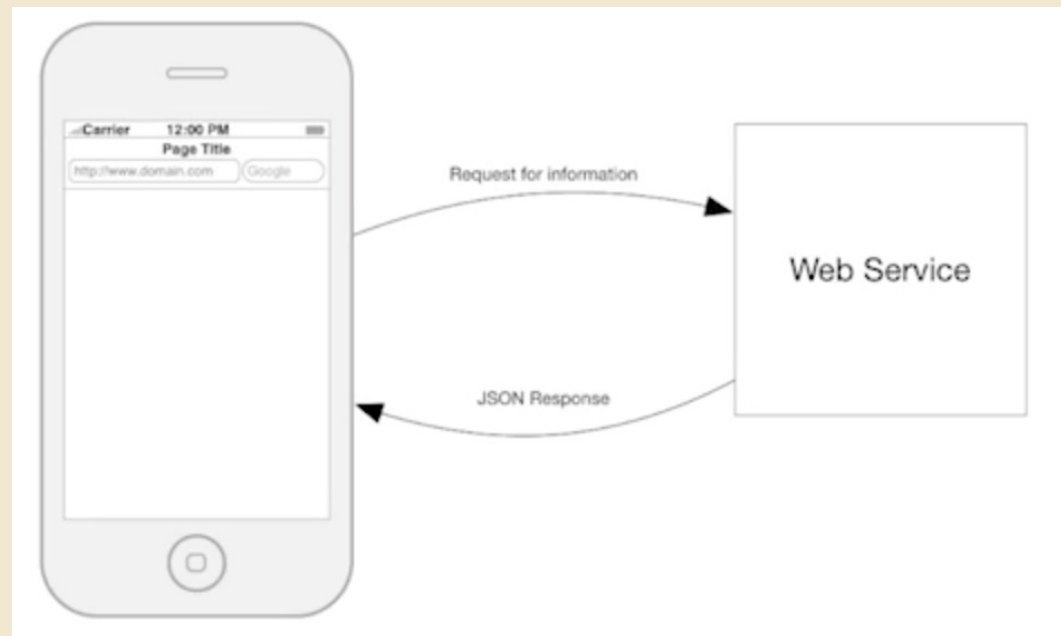 Carrier 12:00 PM
Page Title
http://www.domain.com Google
Request for information
Web Service
JSON Response